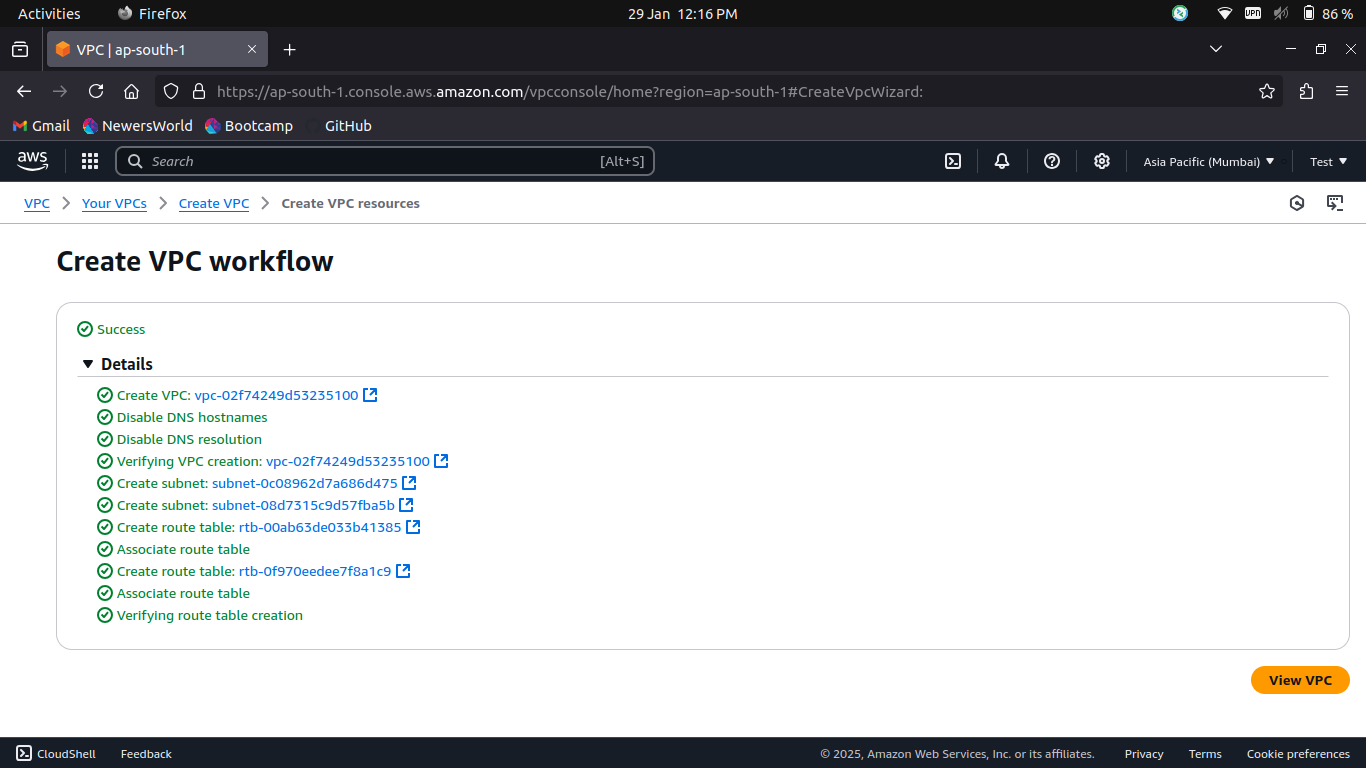 Activities Firefox 29 Jan 12:16 PM VPN 86 %
VPC | ap-south-1
https://ap-south-1.console.aws.amazon.com/vpcconsole/home?region=ap-south-1#CreateVpcWizard:
Gmail NewersWorld Bootcamp GitHub
aws Search [Alt+S] Asia Pacific (Mumbai) Test
VPC Your VPCs Create VPC Create VPC resources
Create VPC workflow
Success
Details
Create VPC: vpc-02f74249d53235100
Disable DNS hostnames
Disable DNS resolution
Verifying VPC creation: vpc-02f74249d53235100
Create subnet: subnet-0c08962d7a686d475
Create subnet: subnet-08d7315c9d57fba5b
Create route table: rtb-00ab63de033b41385
Associate route table
Create route table: rtb-0f970eedee7f8a1c9
Associate route table
Verifying route table creation
View VPC
CloudShell Feedback © 2025, Amazon Web Services, Inc. or its affiliates. Privacy Terms Cookie preferences